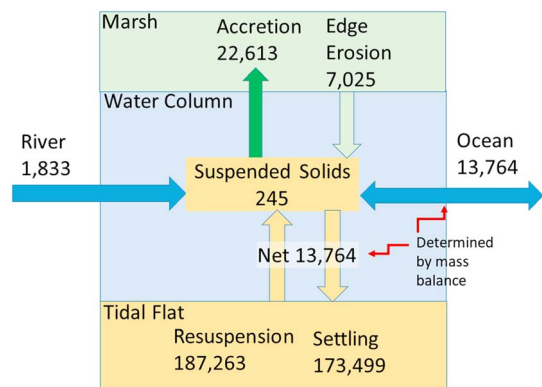 Marsh
Accretion
22,613
Edge
Erosion
7,025
Water Column
River
1,833
Ocean
13,764
Suspended Solids
245
Net 13,764
Determined
by mass
balance
Tidal Flat
Resuspension
187,263
Settling
173,499